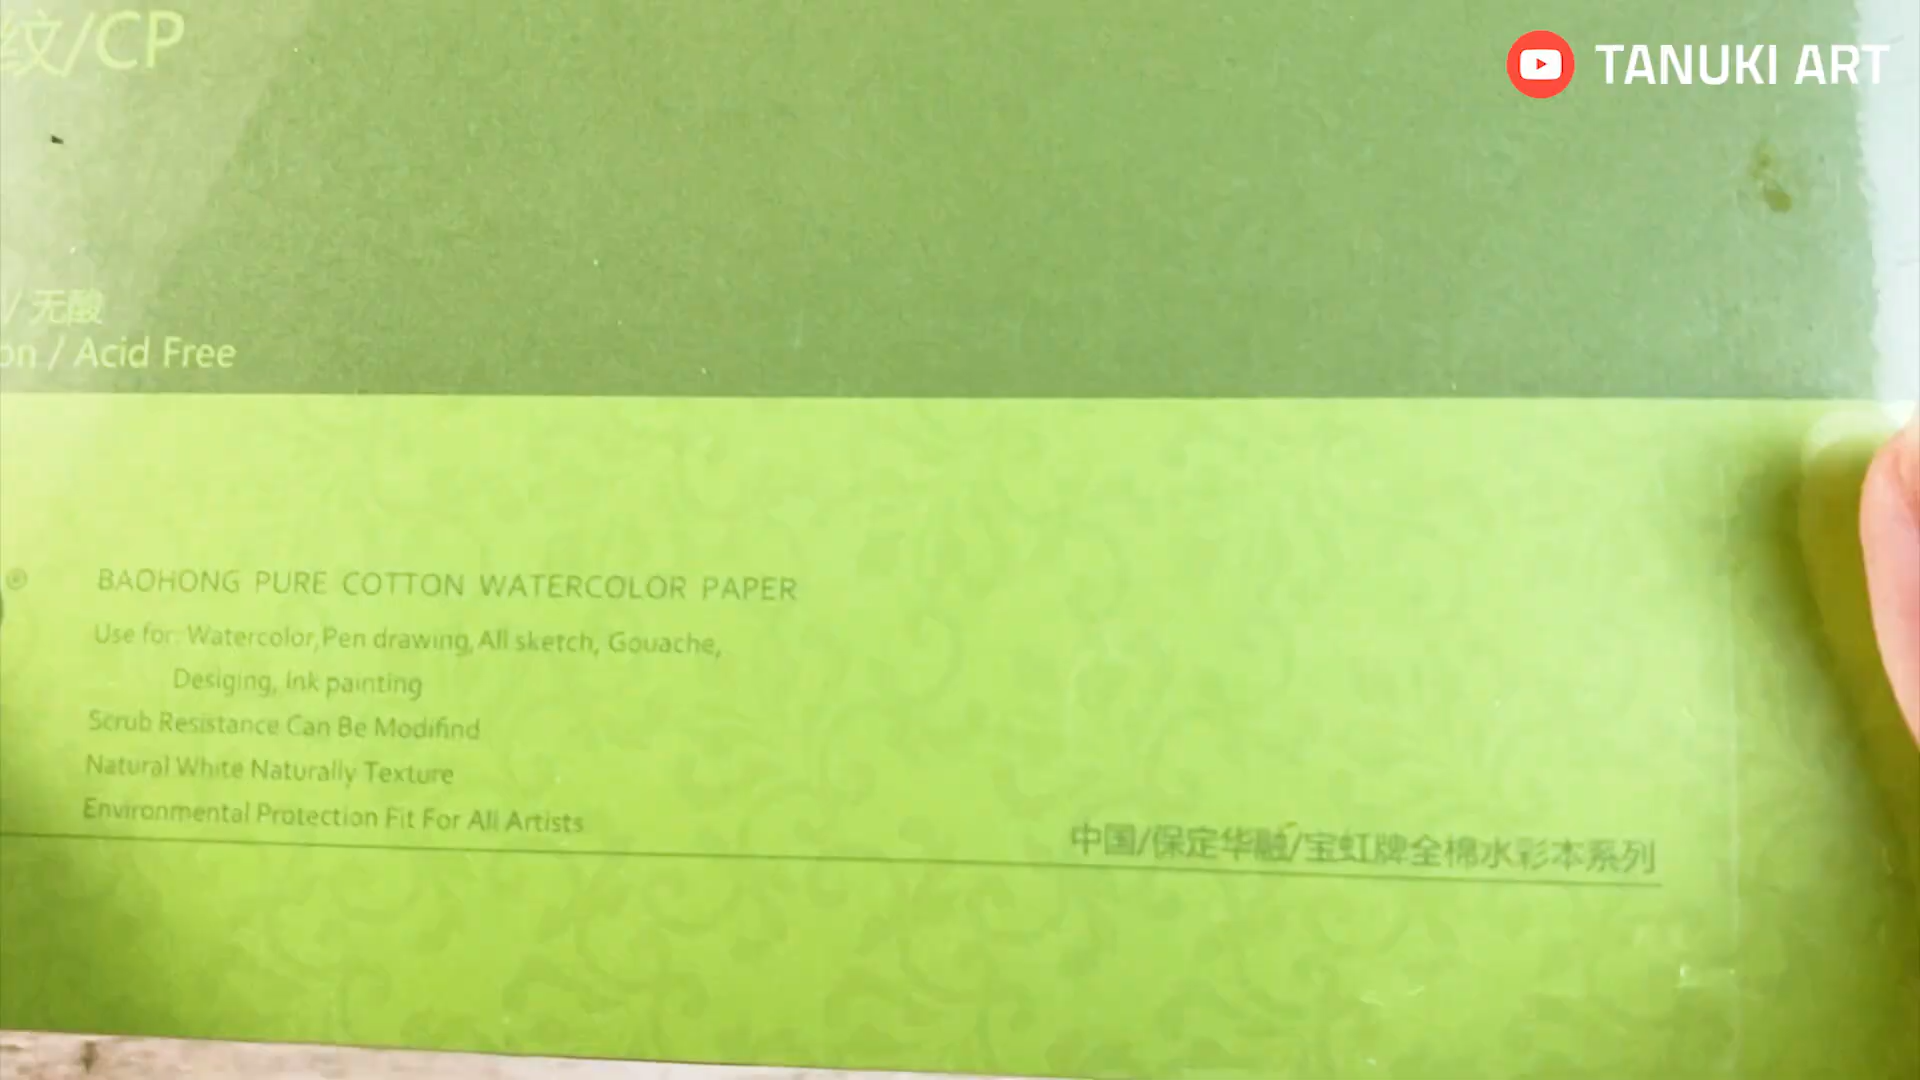 纹/CP
TANUKI ART
/ 无酸
on / Acid Free
®
BAOHONG PURE COTTON WATERCOLOR PAPER
Use for: Watercolor,Pen drawing,All sketch, Gouache,
Desiging, Ink painting
Scrub Resistance Can Be Modifind
Natural White Naturally Texture
Environmental Protection Fit For All Artists
中国/保定华融/宝虹牌全棉水彩本系列